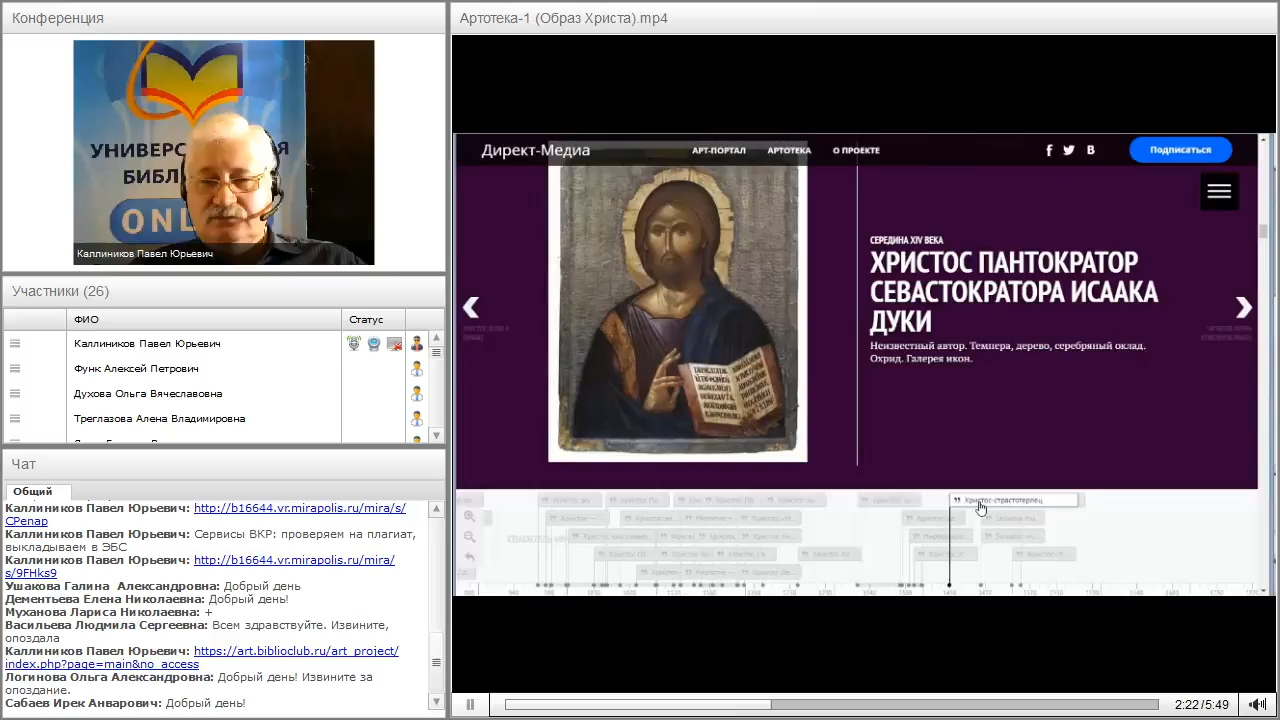 Конференция
УНИВЕРС
АЯ
БИБЛИ
ONL
Каллиников Павел Юрьевич
Участники (26)
ФИО
Статус
Каллиников Павел Юрьевич
Функ Алексей Петрович
Духова Ольга Вячеславовна
Треглазова Алена Владимировна
Чат
Общий
Каллиников Павел Юрьевич: http://b16644.vr.mirapolis.ru/mira/s/
CPenap
Каллиников Павел Юрьевич: Сервисы ВКР: проверяем на плагиат,
выкладываем в ЭБС
Каллиников Павел Юрьевич: http://b16644.vr.mirapolis.ru/mira/
s/9FHks9
Ушакова Галина Александровна: Добрый день
Дементьева Елена Николаевна: Добрый день!
Муханова Лариса Николаевна: +
Васильева Людмила Сергеевна: Всем здравствуйте. Извините,
опоздала
Каллиников Павел Юрьевич: https://art.biblioclub.ru/art_project/
index.php?page=main&no_access
Логинова Ольга Александровна: Добрый день! Извините за
опоздание.
Сабаев Ирек Анварович: Добрый день!
Артотека-1 (Образ Христа).mp4
Директ-Медиа
АРТ-ПОРТАЛ
АРТОТЕКА
О ПРОЕКТЕ
Подписаться
СЕРЕДИНА XIV ВЕКА
ХРИСТОС ПАНТОКРАТОР
СЕВАСТОКРАТОРА ИСААКА
ДУКИ
Неизвестный автор. Темпера, дерево, серебряный оклад.
Охрид. Галерея икон.
Христос-страстотерпец
2:22/5:49